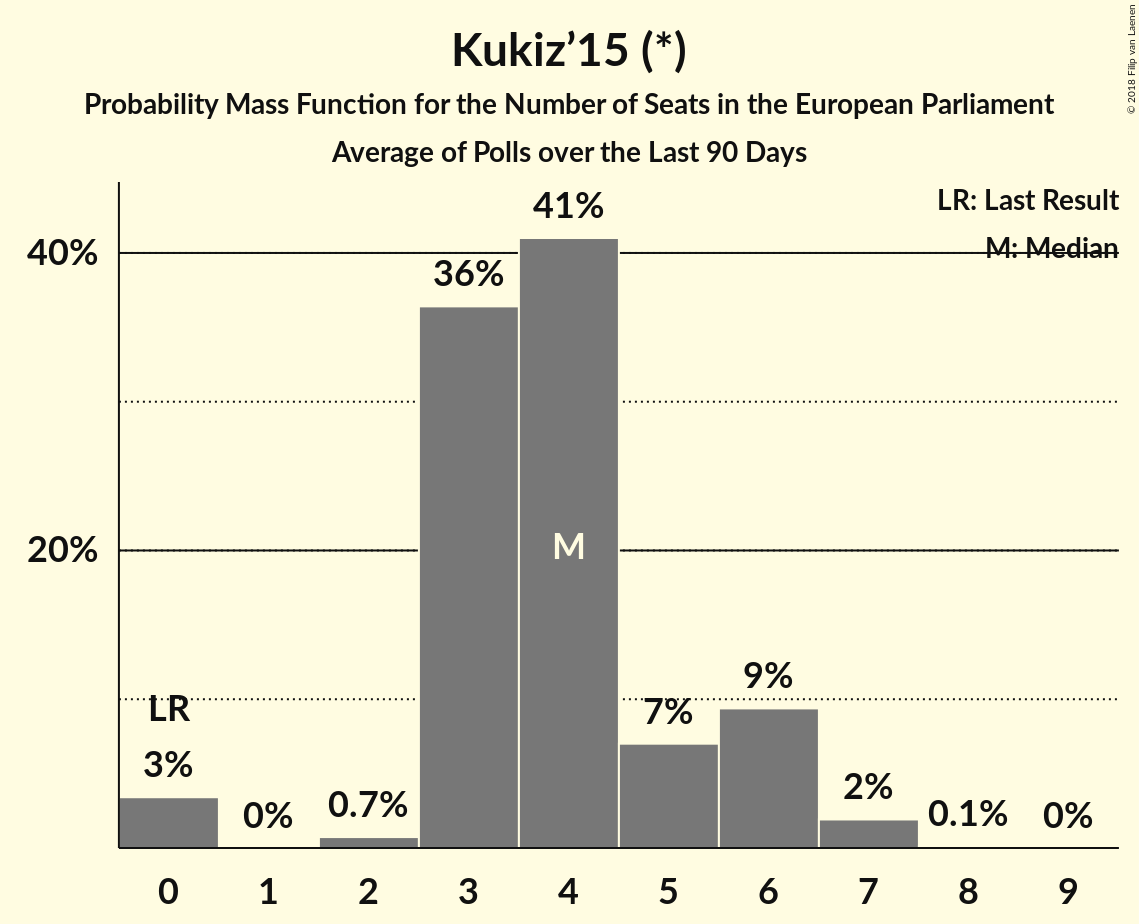 Kukiz’15 (*)
Probability Mass Function for the Number of Seats in the European Parliament
Average of Polls over the Last 90 Days
© 2018 Filip van Laenen
LR: Last Result
M: Median
40%
20%
LR
3%
0%
0.7%
36%
41%
M
7%
9%
2%
0.1%
0%
0 1 2 3 4 5 6 7 8 9